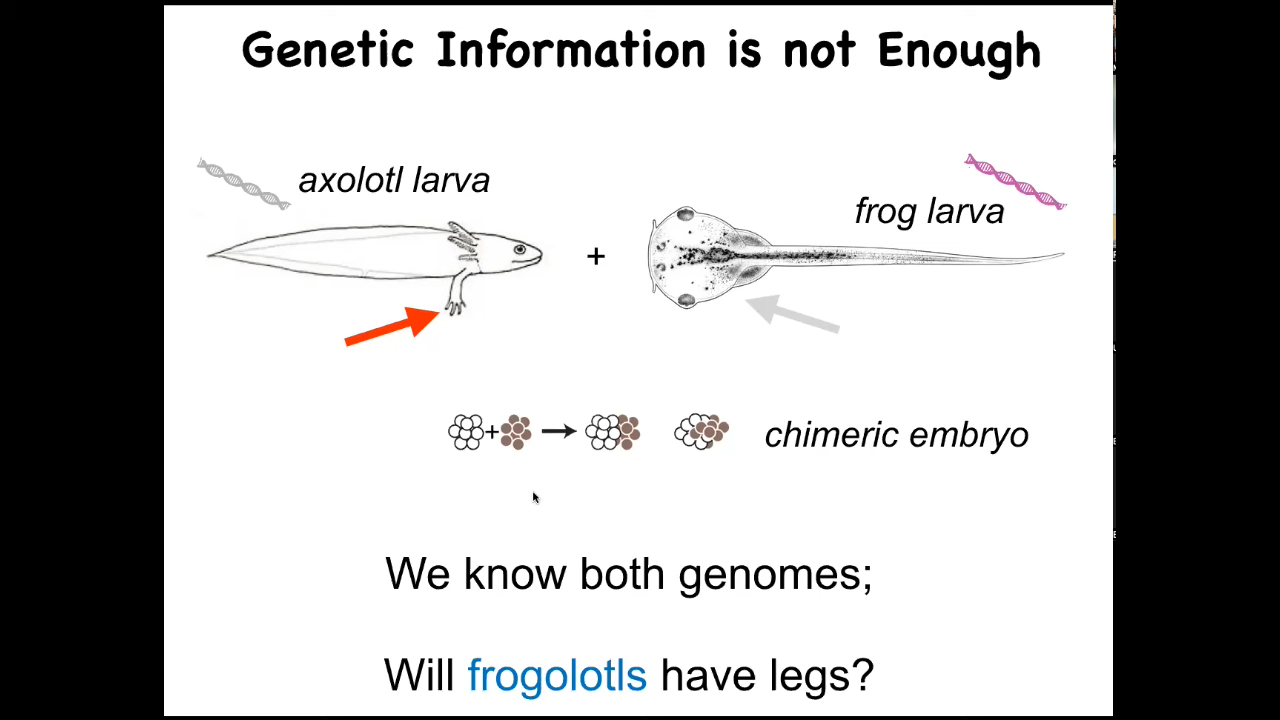 Genetic Information is not Enough
axolotl larva
frog larva
+
+
chimeric embryo
We know both genomes;
Will frogolotls have legs?